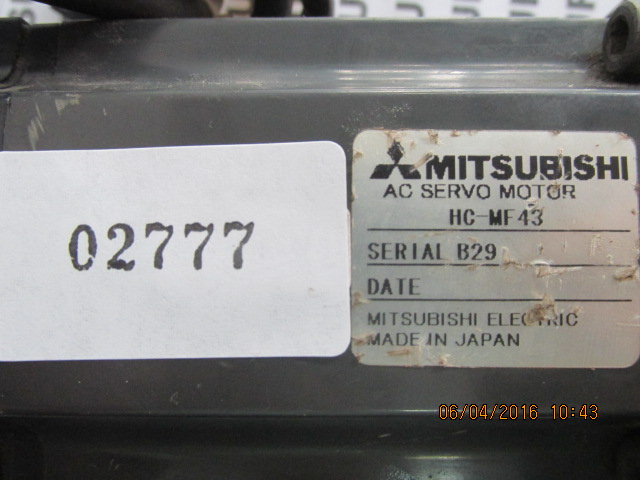 02777
MITSUBISHI
AC SERVO MOTOR
HC-MF43
SERIAL B29
DATE
MITSUBISHI ELECTRIC
MADE IN JAPAN
06/04/2016 10:43